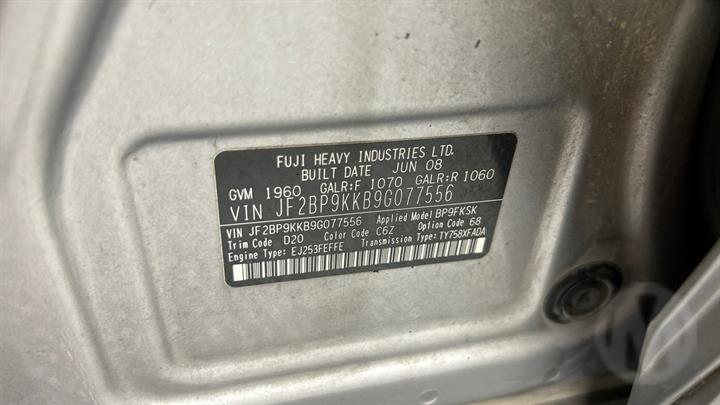 FUJI HEAVY INDUSTRIES LTD.
BUILT DATE JUN 08
GVM 1960 GALR:F 1070 GALR:R 1060
VIN JF2BP9KKB9G077556
VIN JF2BP9KKB9G077556 Applied Model BP9FKSK
Trim Code D20 Color Code C6Z Option Code 68
Engine Type: EJ253FEFFE Transmission Type: TY758XFADA